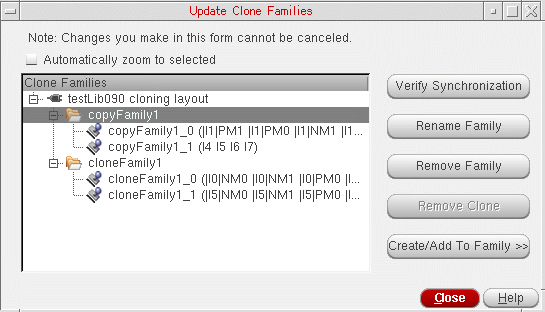 Update Clone Families
Note: Changes you make in this form cannot be canceled.
Automatically zoom to selected
Clone Families
testLib090 cloning layout
copyFamily1
copyFamily1_0 (|I1|PM1 |I1|PM0 |I1|NM1 |I1...
copyFamily1_1 (I4 I5 I6 I7)
cloneFamily1
cloneFamily1_0 (|I0|NM0 |I0|NM1 |I0|PM0 |I...
cloneFamily1_1 (|I5|NM0 |I5|NM1 |I5|PM0 |I...
Verify Synchronization
Rename Family
Remove Family
Remove Clone
Create/Add To Family >>
Close
Help